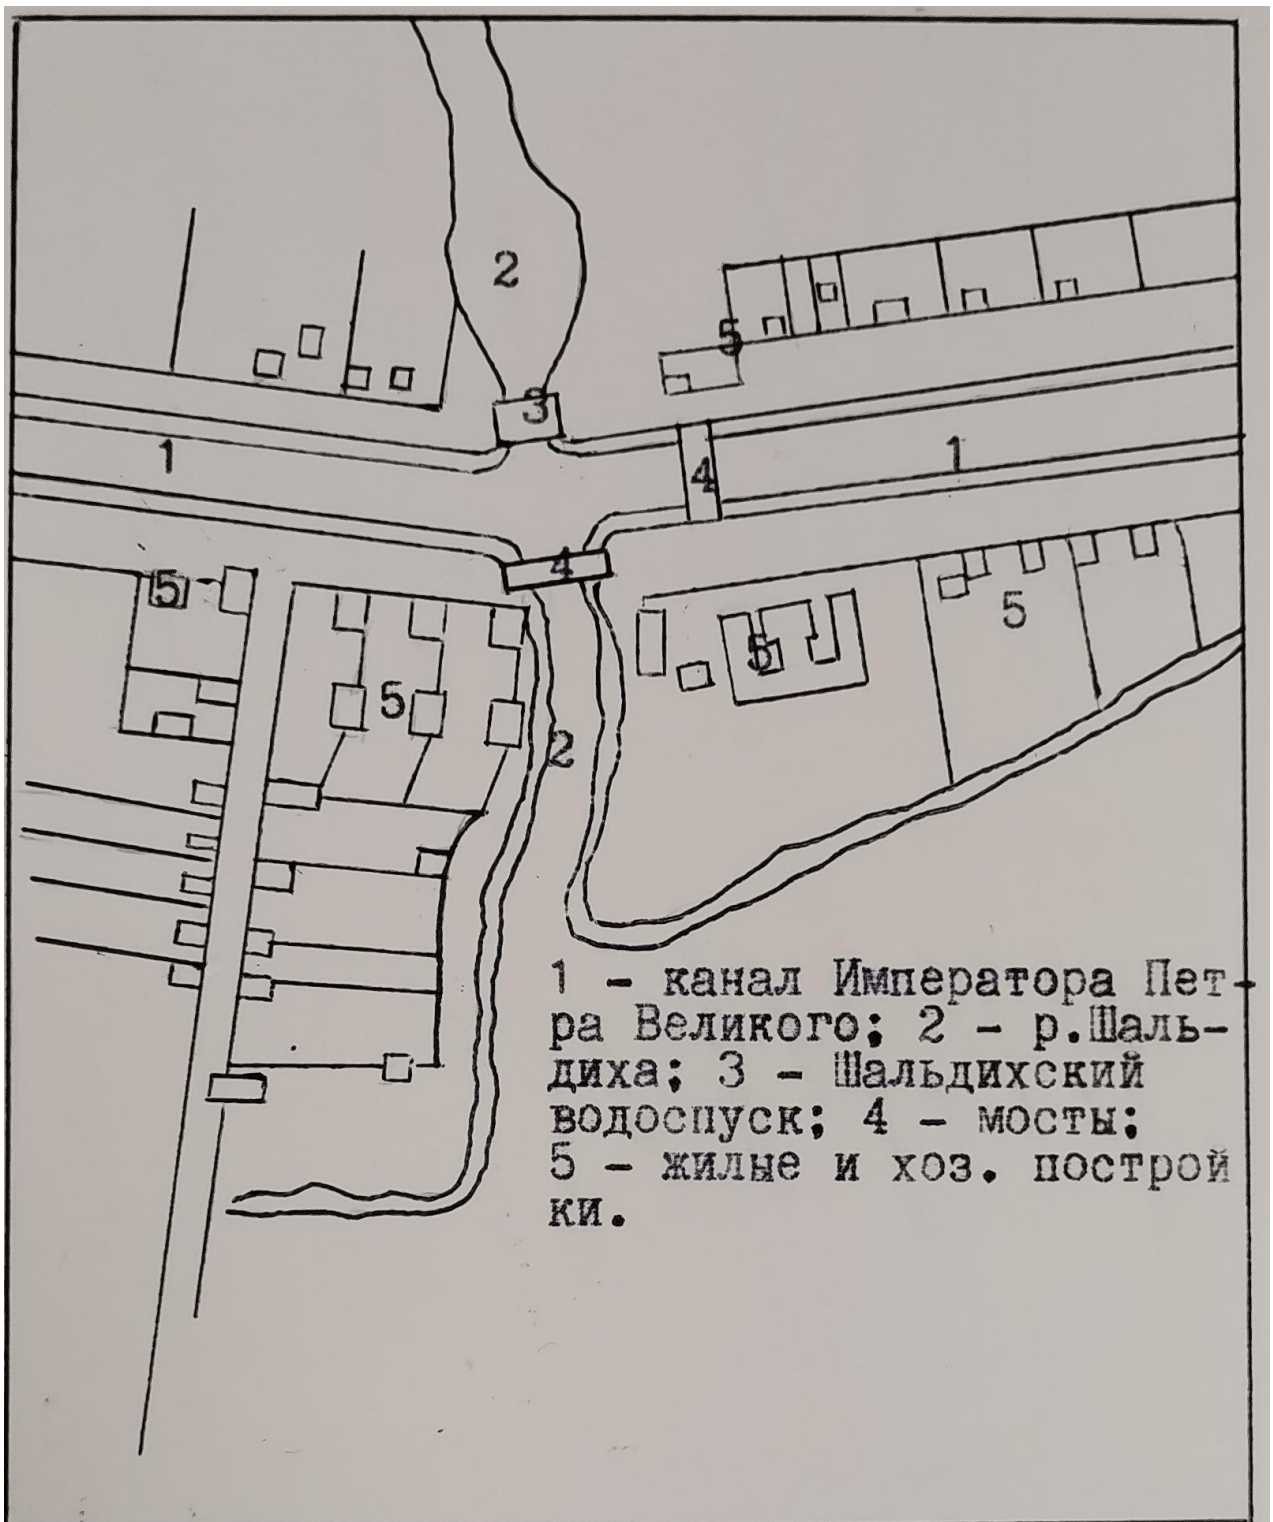 2
5
3
1
4
1
4
5
5
5
5
2
1 - канал Императора Пет-
ра Великого; 2 - р.Шаль-
диха; 3 - Шальдихский
водоспуск; 4 - мосты;
5 - жилые и хоз. построй
ки.